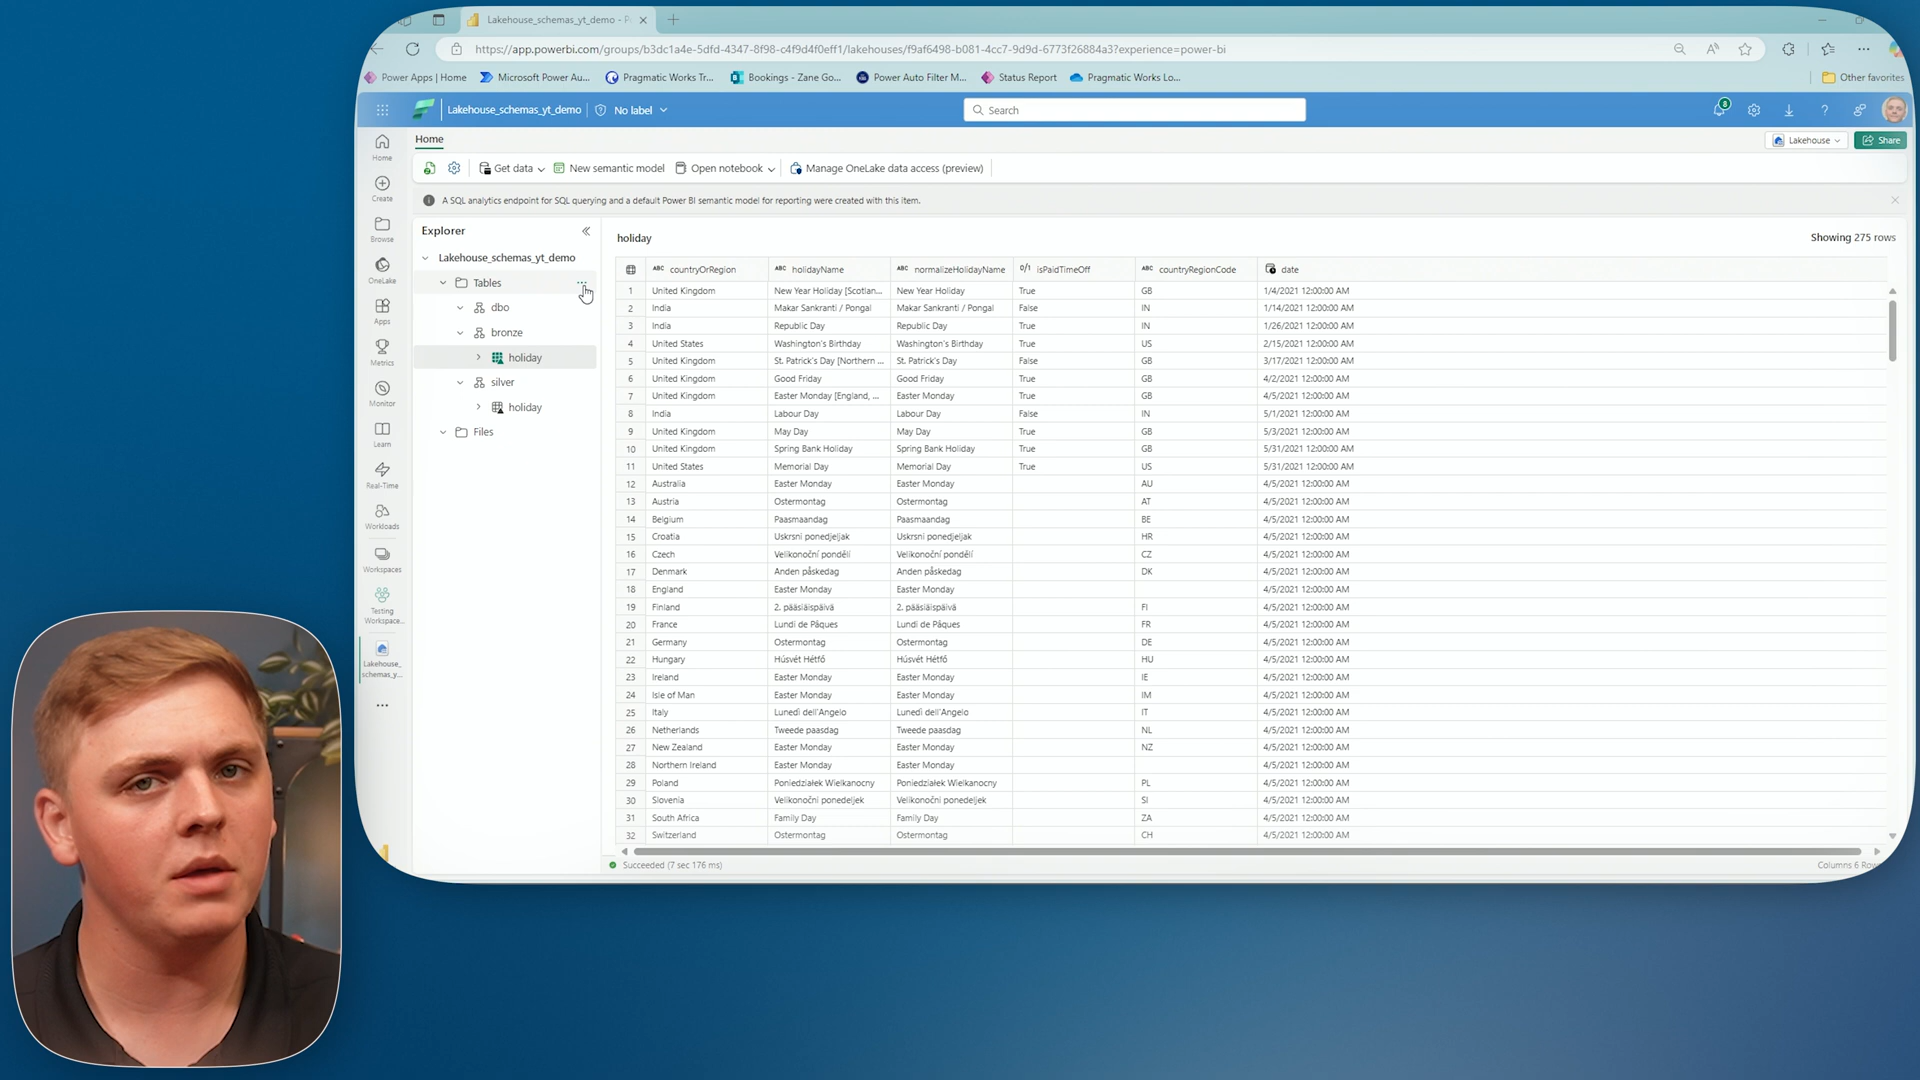 Lakehouse_schemas_yt_demo - P
https://app.powerbi.com/groups/b3dc1a4e-5dfd-4347-8f98-c4f9d4f0eff1/lakehouses/f9af6498-b081-4cc7-9d9d-6773f26884a3?experience=power-bi
Power Apps | Home Microsoft Power Au... Pragmatic Works Tr... Bookings - Zane Go... Power Auto Filter M... Status Report Pragmatic Works Lo... Other favorites
Lakehouse_schemas_yt_demo No label Search 8
Home Lakehouse Share
Get data New semantic model Open notebook Manage OneLake data access (preview)
A SQL analytics endpoint for SQL querying and a default Power BI semantic model for reporting were created with this item.
Home
Create
Browse
OneLake
Apps
Metrics
Monitor
Learn
Real-Time
Workloads
Workspaces
Testing
Workspace...
Lakehouse_
schemas_y...
Explorer
Lakehouse_schemas_yt_demo
Tables
dbo
bronze
holiday
silver
holiday
Files
holiday Showing 275 rows
ABC countryOrRegion ABC holidayName ABC normalizeHolidayName 0/1 isPaidTimeOff ABC countryRegionCode date
1 United Kingdom New Year Holiday [Scotlan... New Year Holiday True GB 1/4/2021 12:00:00 AM
2 India Makar Sankranti / Pongal Makar Sankranti / Pongal False IN 1/14/2021 12:00:00 AM
3 India Republic Day Republic Day True IN 1/26/2021 12:00:00 AM
4 United States Washington's Birthday Washington's Birthday True US 2/15/2021 12:00:00 AM
5 United Kingdom St. Patrick's Day [Northern ... St. Patrick's Day False GB 3/17/2021 12:00:00 AM
6 United Kingdom Good Friday Good Friday True GB 4/2/2021 12:00:00 AM
7 United Kingdom Easter Monday [England, ... Easter Monday True GB 4/5/2021 12:00:00 AM
8 India Labour Day Labour Day False IN 5/1/2021 12:00:00 AM
9 United Kingdom May Day May Day True GB 5/3/2021 12:00:00 AM
10 United Kingdom Spring Bank Holiday Spring Bank Holiday True GB 5/31/2021 12:00:00 AM
11 United States Memorial Day Memorial Day True US 5/31/2021 12:00:00 AM
12 Australia Easter Monday Easter Monday AU 4/5/2021 12:00:00 AM
13 Austria Ostermontag Ostermontag AT 4/5/2021 12:00:00 AM
14 Belgium Paasmaandag Paasmaandag BE 4/5/2021 12:00:00 AM
15 Croatia Uskrsni ponedjeljak Uskrsni ponedjeljak HR 4/5/2021 12:00:00 AM
16 Czech Velikonoční pondělí Velikonoční pondělí CZ 4/5/2021 12:00:00 AM
17 Denmark Anden påskedag Anden påskedag DK 4/5/2021 12:00:00 AM
18 England Easter Monday Easter Monday 4/5/2021 12:00:00 AM
19 Finland 2. pääsiäispäivä 2. pääsiäispäivä FI 4/5/2021 12:00:00 AM
20 France Lundi de Pâques Lundi de Pâques FR 4/5/2021 12:00:00 AM
21 Germany Ostermontag Ostermontag DE 4/5/2021 12:00:00 AM
22 Hungary Húsvét Hétfő Húsvét Hétfő HU 4/5/2021 12:00:00 AM
23 Ireland Easter Monday Easter Monday IE 4/5/2021 12:00:00 AM
24 Isle of Man Easter Monday Easter Monday IM 4/5/2021 12:00:00 AM
25 Italy Lunedì dell'Angelo Lunedì dell'Angelo IT 4/5/2021 12:00:00 AM
26 Netherlands Tweede paasdag Tweede paasdag NL 4/5/2021 12:00:00 AM
27 New Zealand Easter Monday Easter Monday NZ 4/5/2021 12:00:00 AM
28 Northern Ireland Easter Monday Easter Monday 4/5/2021 12:00:00 AM
29 Poland Poniedziałek Wielkanocny Poniedziałek Wielkanocny PL 4/5/2021 12:00:00 AM
30 Slovenia Velikonočni ponedeljek Velikonočni ponedeljek SI 4/5/2021 12:00:00 AM
31 South Africa Family Day Family Day ZA 4/5/2021 12:00:00 AM
32 Switzerland Ostermontag Ostermontag CH 4/5/2021 12:00:00 AM
Succeeded (7 sec 176 ms) Columns 6 Row